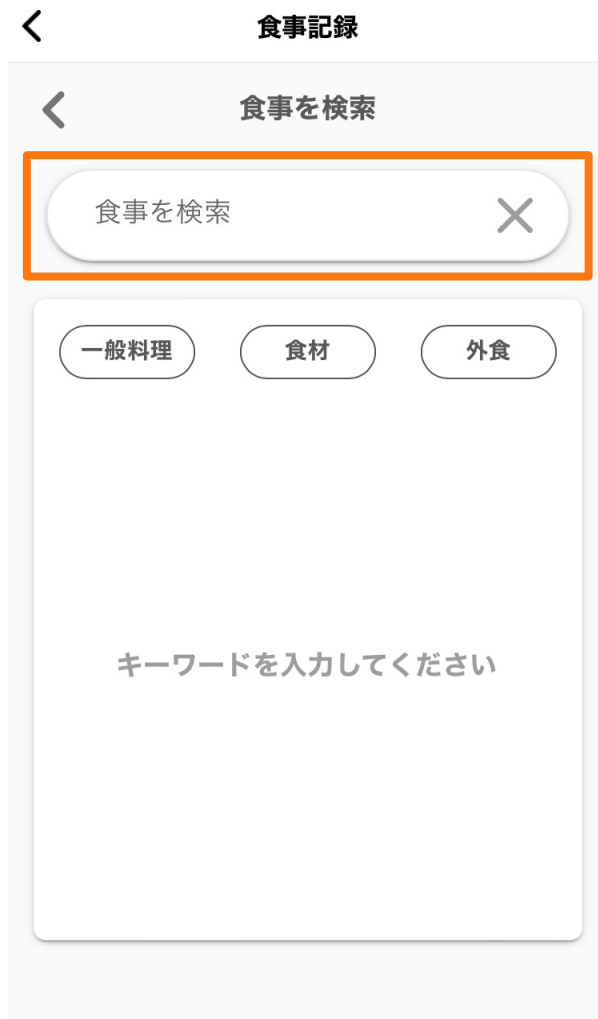 食事記録
食事を検索
食事を検索
一般料理 食材 外食
キーワードを入力してください